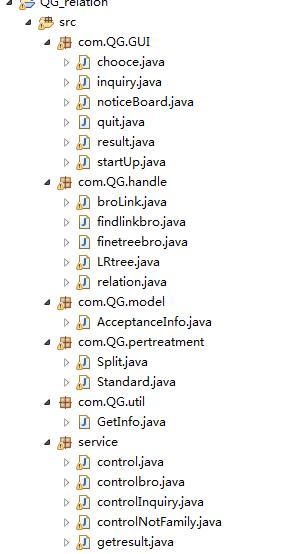 QG_relation
src
com.QG.GUI
chooce.java
inquiry.java
noticeBoard.java
quit.java
result.java
startUp.java
com.QG.handle
broLink.java
findlinkbro.java
finetreebro.java
LRtree.java
relation.java
com.QG.model
AcceptanceInfo.java
com.QG.pertreatment
Split.java
Standard.java
com.QG.util
GetInfo.java
service
control.java
controlbro.java
controlInquiry.java
controlNotFamily.java
getresult.java